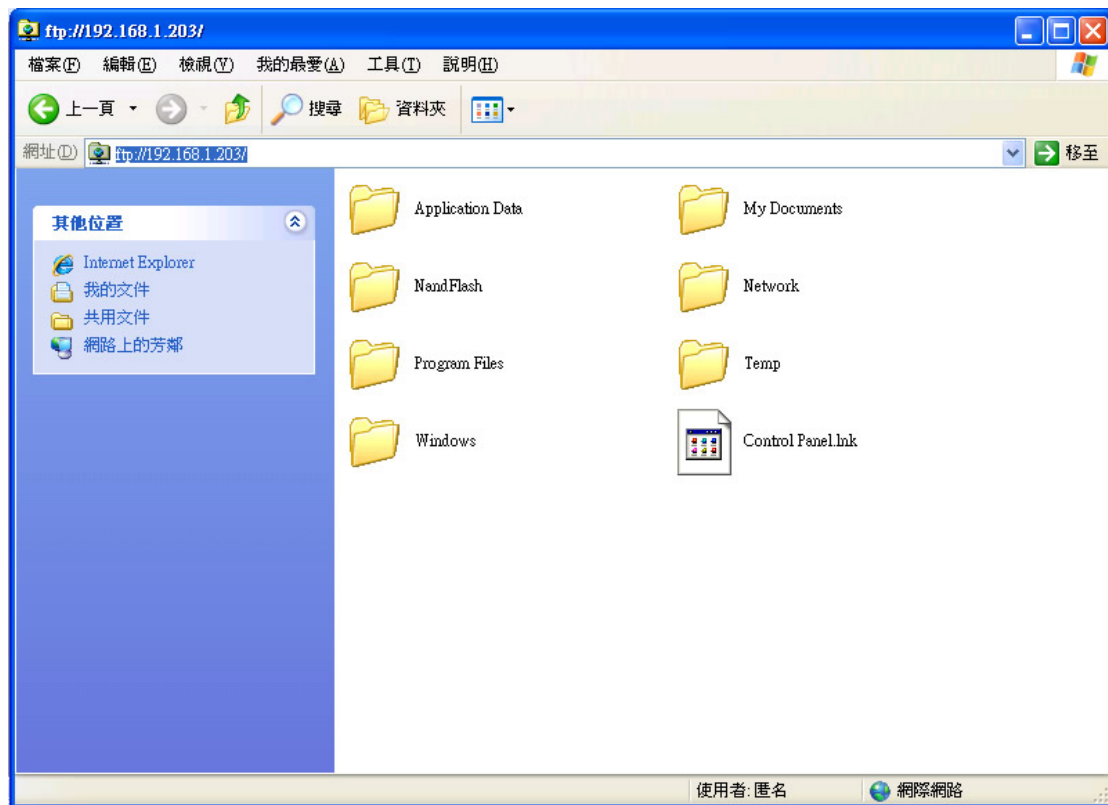 ftp://192.168.1.203/
檔案(F) 編輯(E) 檢視(V) 我的最愛(A) 工具(T) 說明(H)
上一頁 搜尋 資料夾
網址(D) ftp://192.168.1.203/ 移至
其他位置
Internet Explorer
我的文件
共用文件
網路上的芳鄰
Application Data My Documents
NandFlash Network
Program Files Temp
Windows Control Panel.lnk
使用者: 匿名 網際網路